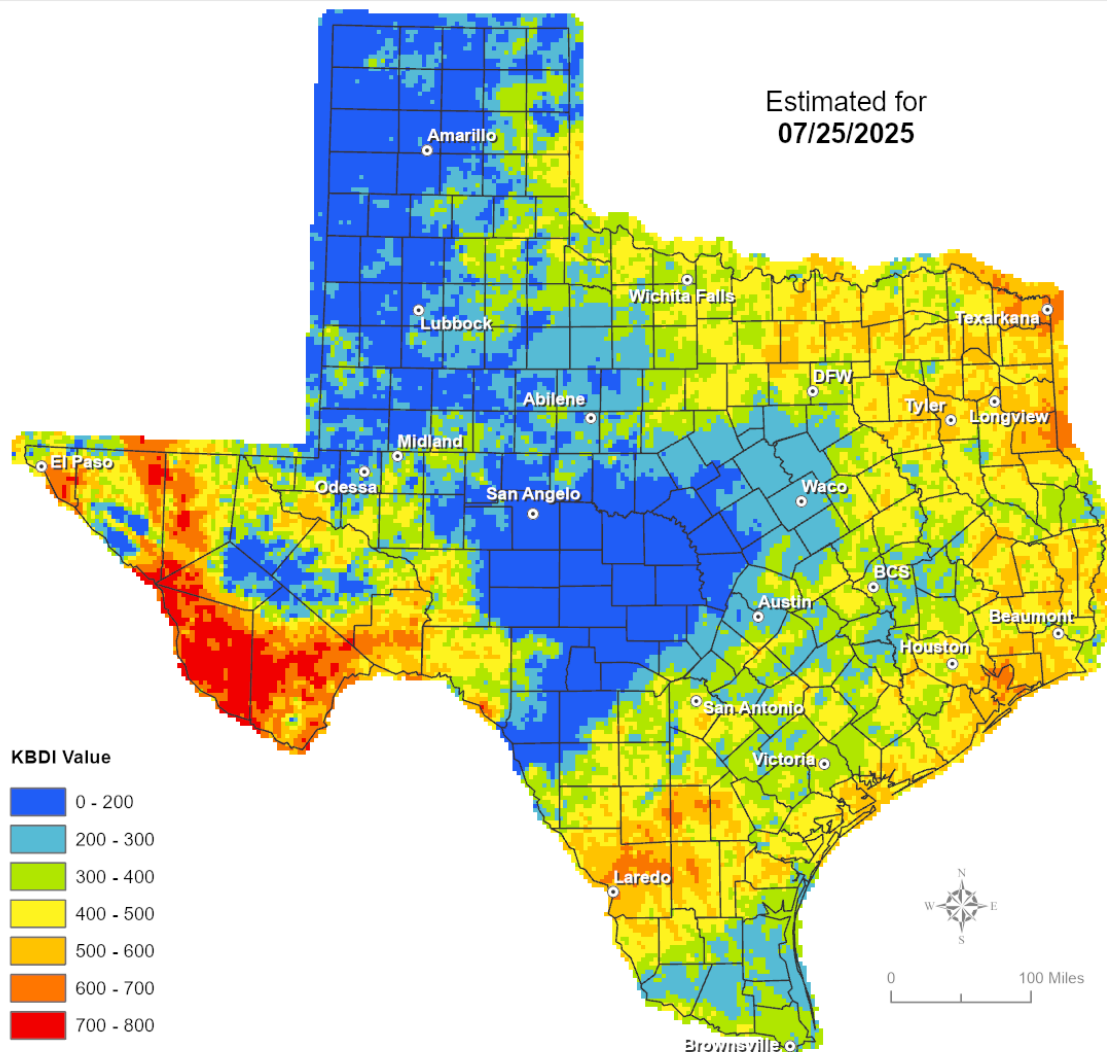 Estimated for
07/25/2025
Amarillo
Wichita Falls
Lubbock
Texarkana
DFW
Abilene
Tyler
Longview
Midland
El Paso
Odessa
San Angelo
Waco
BCS
Austin
Beaumont
Houston
San Antonio
Victoria
KBDI Value
0 - 200
200 - 300
300 - 400
400 - 500
500 - 600
600 - 700
700 - 800
Laredo
N
W E
S
0 100 Miles
Brownsville